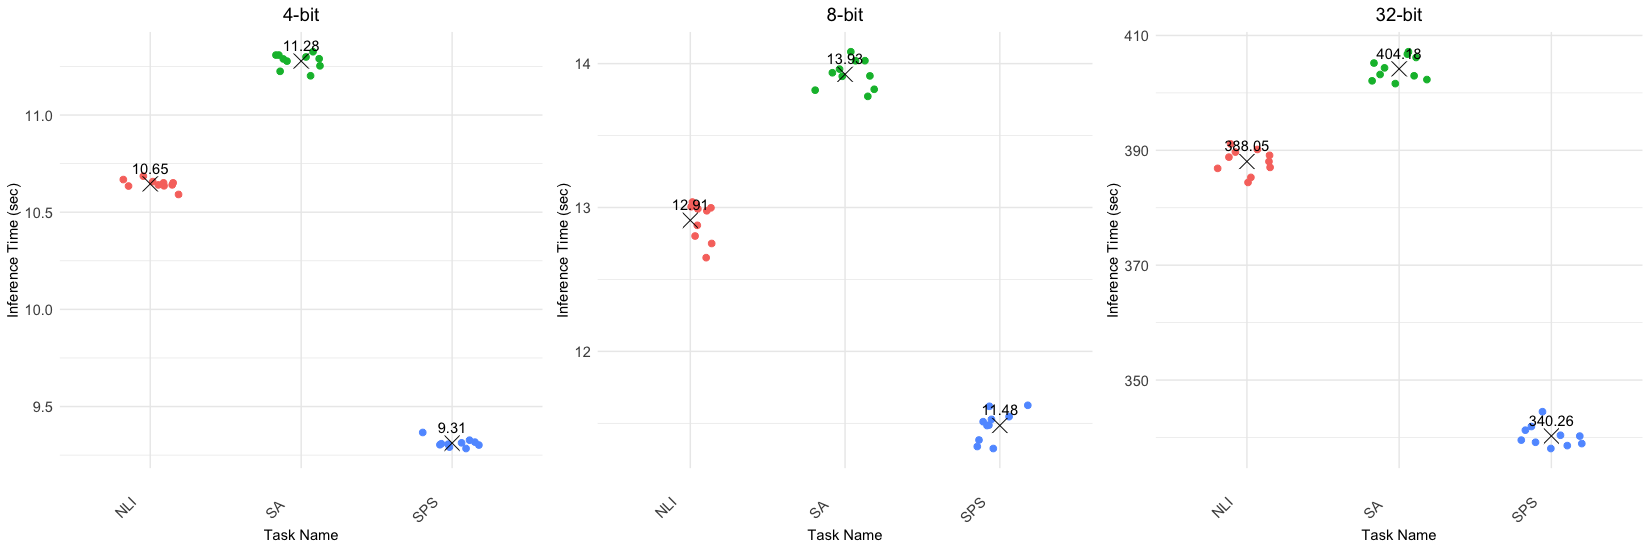 4-bit
Inference Time (sec)
11.0
10.5
10.0
9.5
11.28
10.65
9.31
NLI
SA
SPS
Task Name
8-bit
Inference Time (sec)
14
13
12
13.93
12.91
11.48
NLI
SA
SPS
Task Name
32-bit
Inference Time (sec)
410
390
370
350
404.18
388.05
340.26
NLI
SA
SPS
Task Name